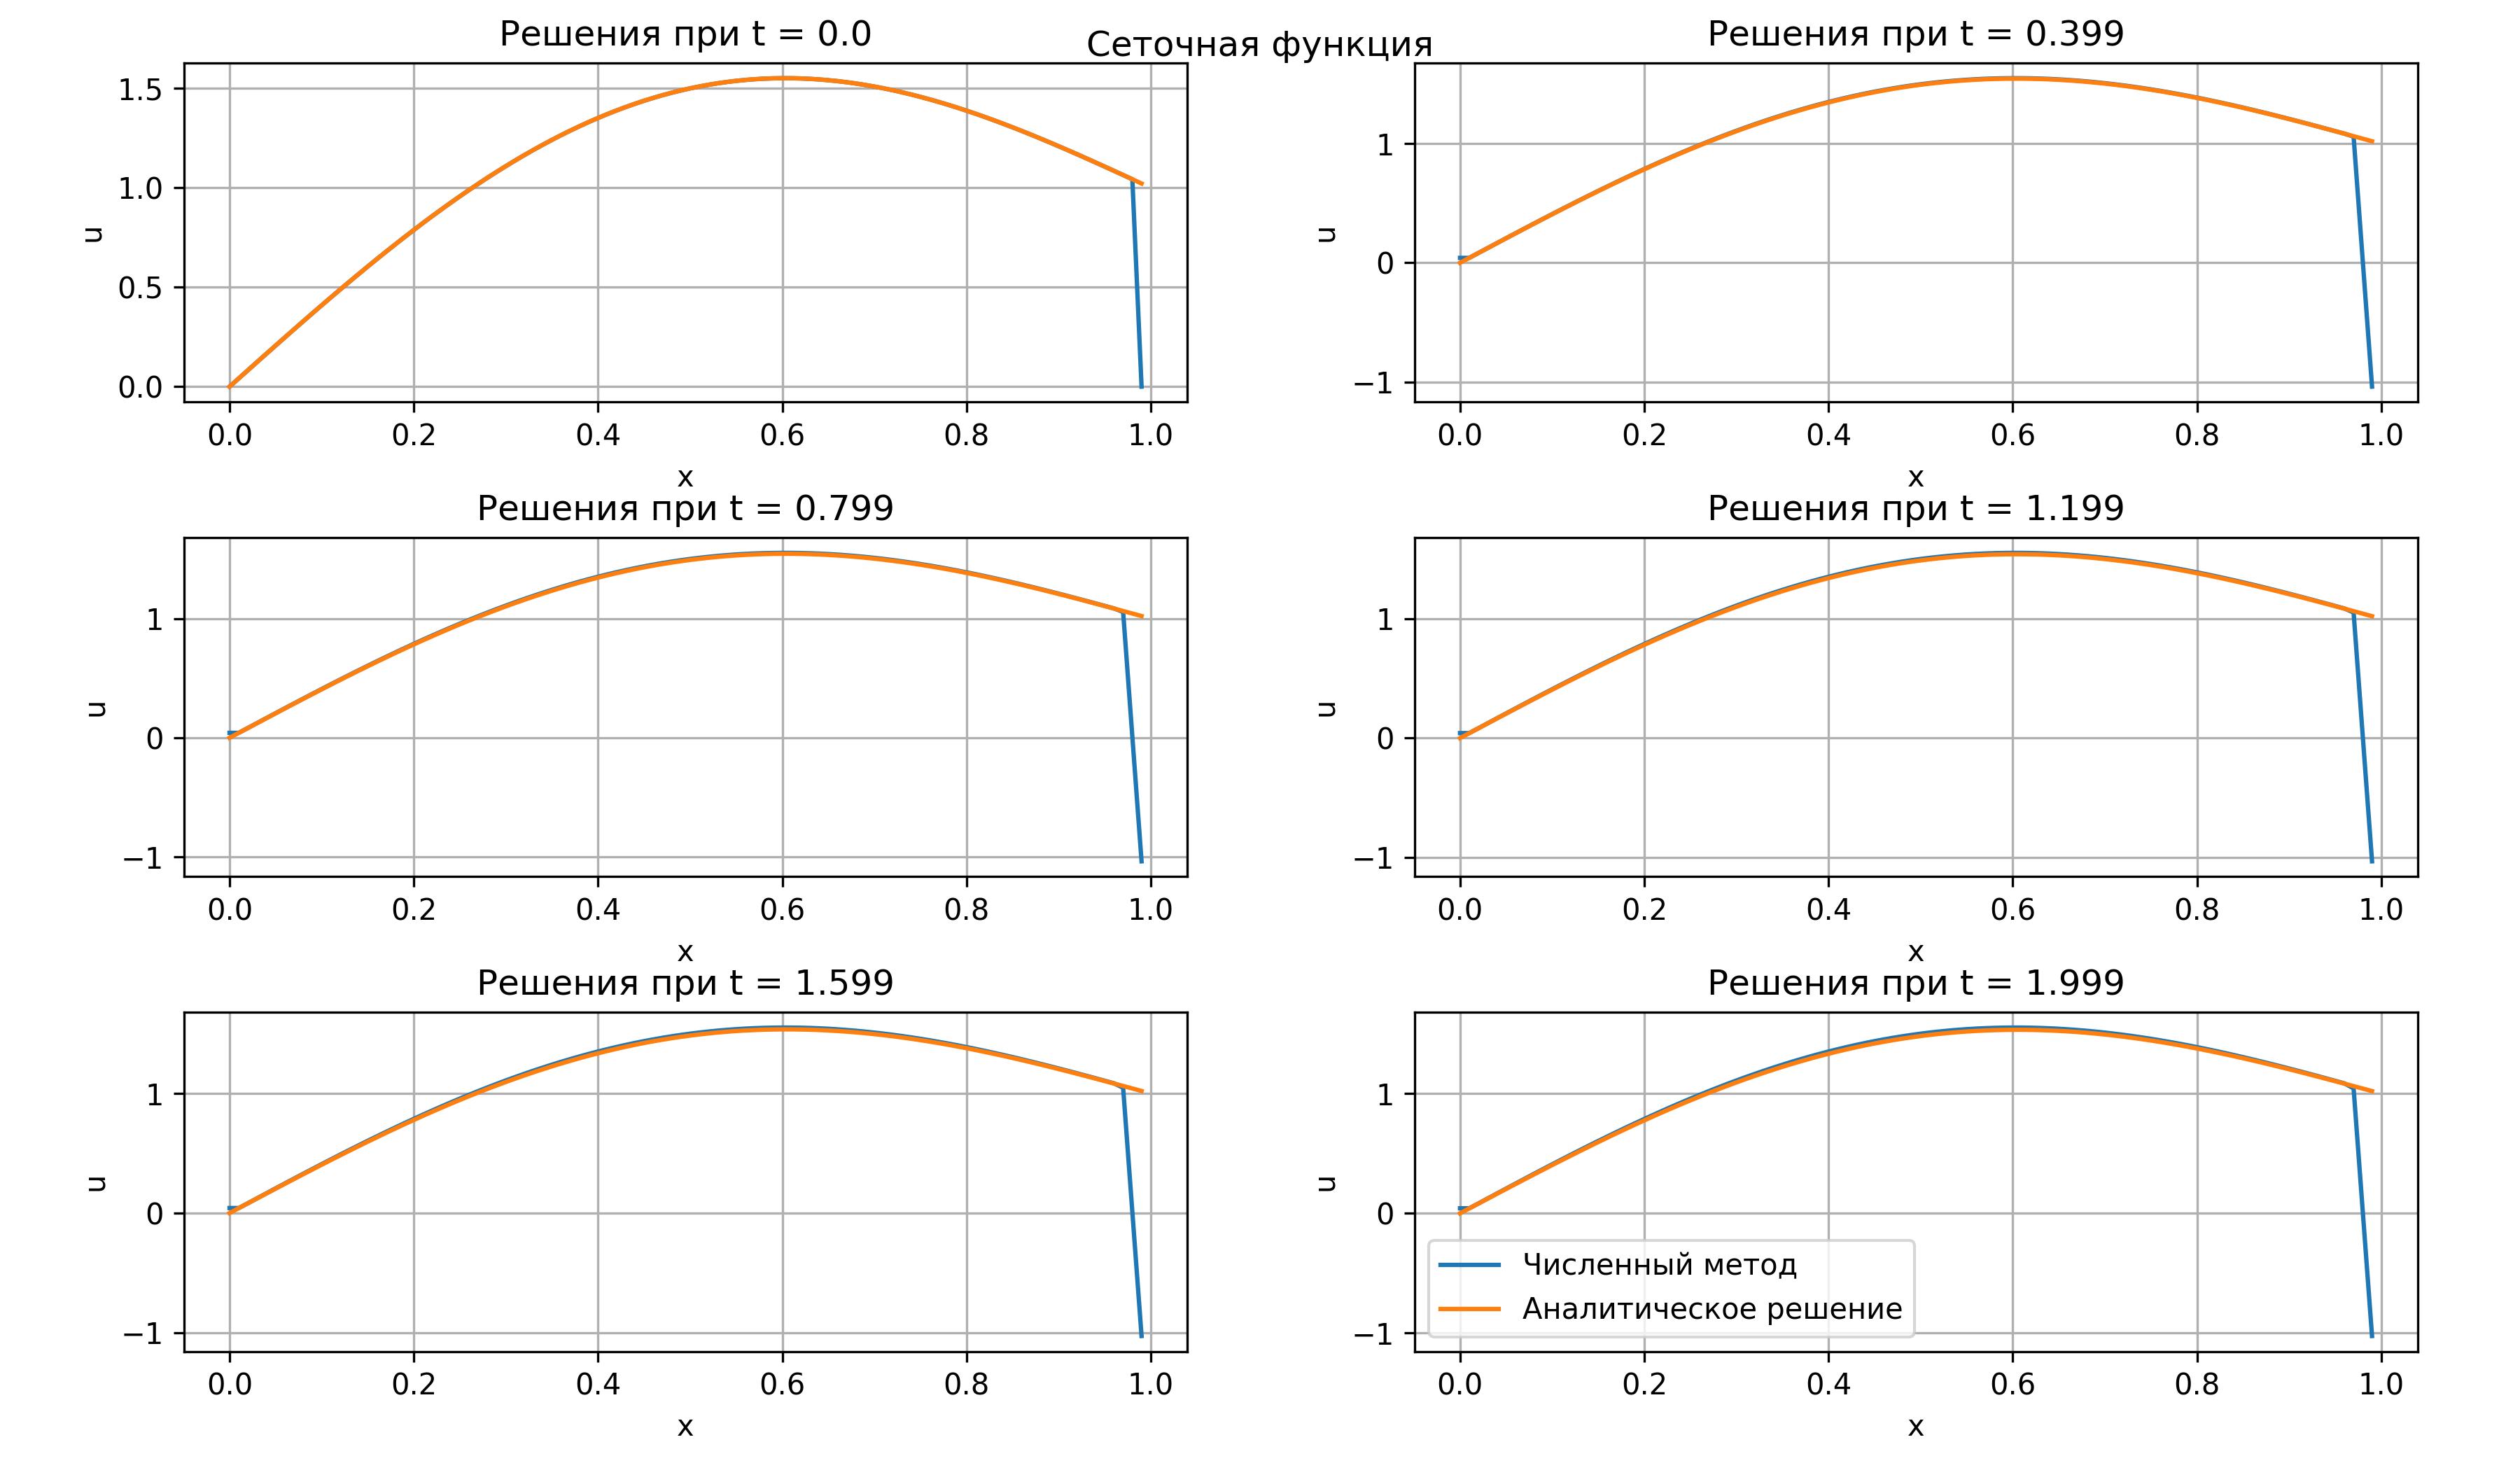 Сеточная функция
Решения при t = 0.0
1.5
1.0
0.5
0.0
u
0.0 0.2 0.4 0.6 0.8 1.0
x
Решения при t = 0.399
1
0
−1
u
0.0 0.2 0.4 0.6 0.8 1.0
x
Решения при t = 0.799
1
0
−1
u
0.0 0.2 0.4 0.6 0.8 1.0
x
Решения при t = 1.199
1
0
−1
u
0.0 0.2 0.4 0.6 0.8 1.0
x
Решения при t = 1.599
1
0
−1
u
0.0 0.2 0.4 0.6 0.8 1.0
x
Решения при t = 1.999
1
0
−1
u
Численный метод
Аналитическое решение
0.0 0.2 0.4 0.6 0.8 1.0
x